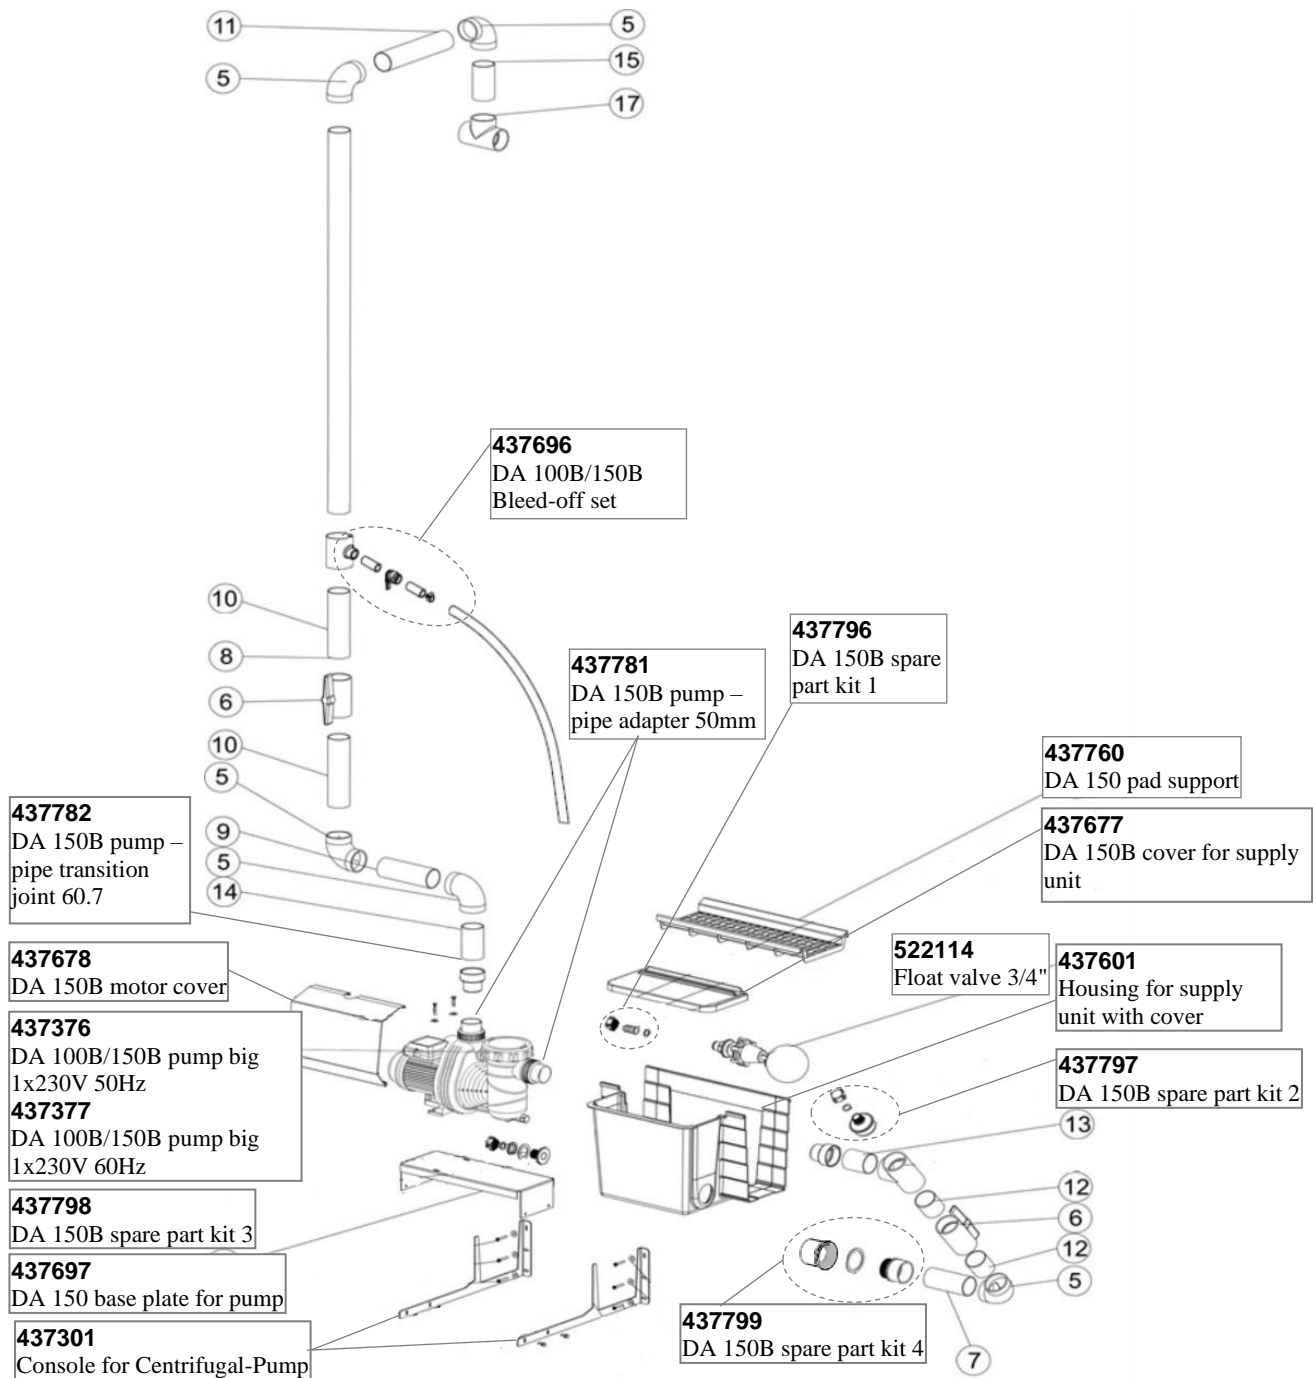 11
5
5
15
17
437696
DA 100B/150B
Bleed-off set
10
8
6
10
5
9
5
14
437781
DA 150B pump –
pipe adapter 50mm
437796
DA 150B spare
part kit 1
437760
DA 150 pad support
437677
DA 150B cover for supply
unit
437782
DA 150B pump –
pipe transition
joint 60.7
437678
DA 150B motor cover
522114
Float valve 3/4"
437601
Housing for supply
unit with cover
437376
DA 100B/150B pump big
1x230V 50Hz
437377
DA 100B/150B pump big
1x230V 60Hz
437797
DA 150B spare part kit 2
13
12
6
12
5
7
437798
DA 150B spare part kit 3
437697
DA 150 base plate for pump
437301
Console for Centrifugal-Pump
437799
DA 150B spare part kit 4